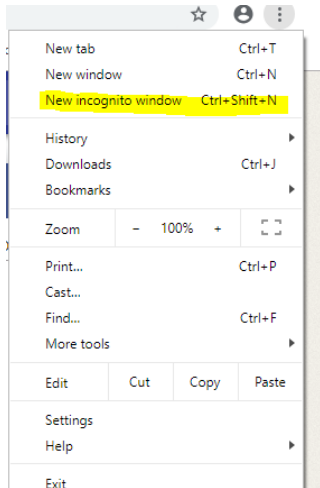 New tab Ctrl+T
New window Ctrl+N
New incognito window Ctrl+Shift+N
History
Downloads Ctrl+J
Bookmarks
Zoom - 100% +
Print... Ctrl+P
Cast...
Find... Ctrl+F
More tools
Edit Cut Copy Paste
Settings
Help
Exit